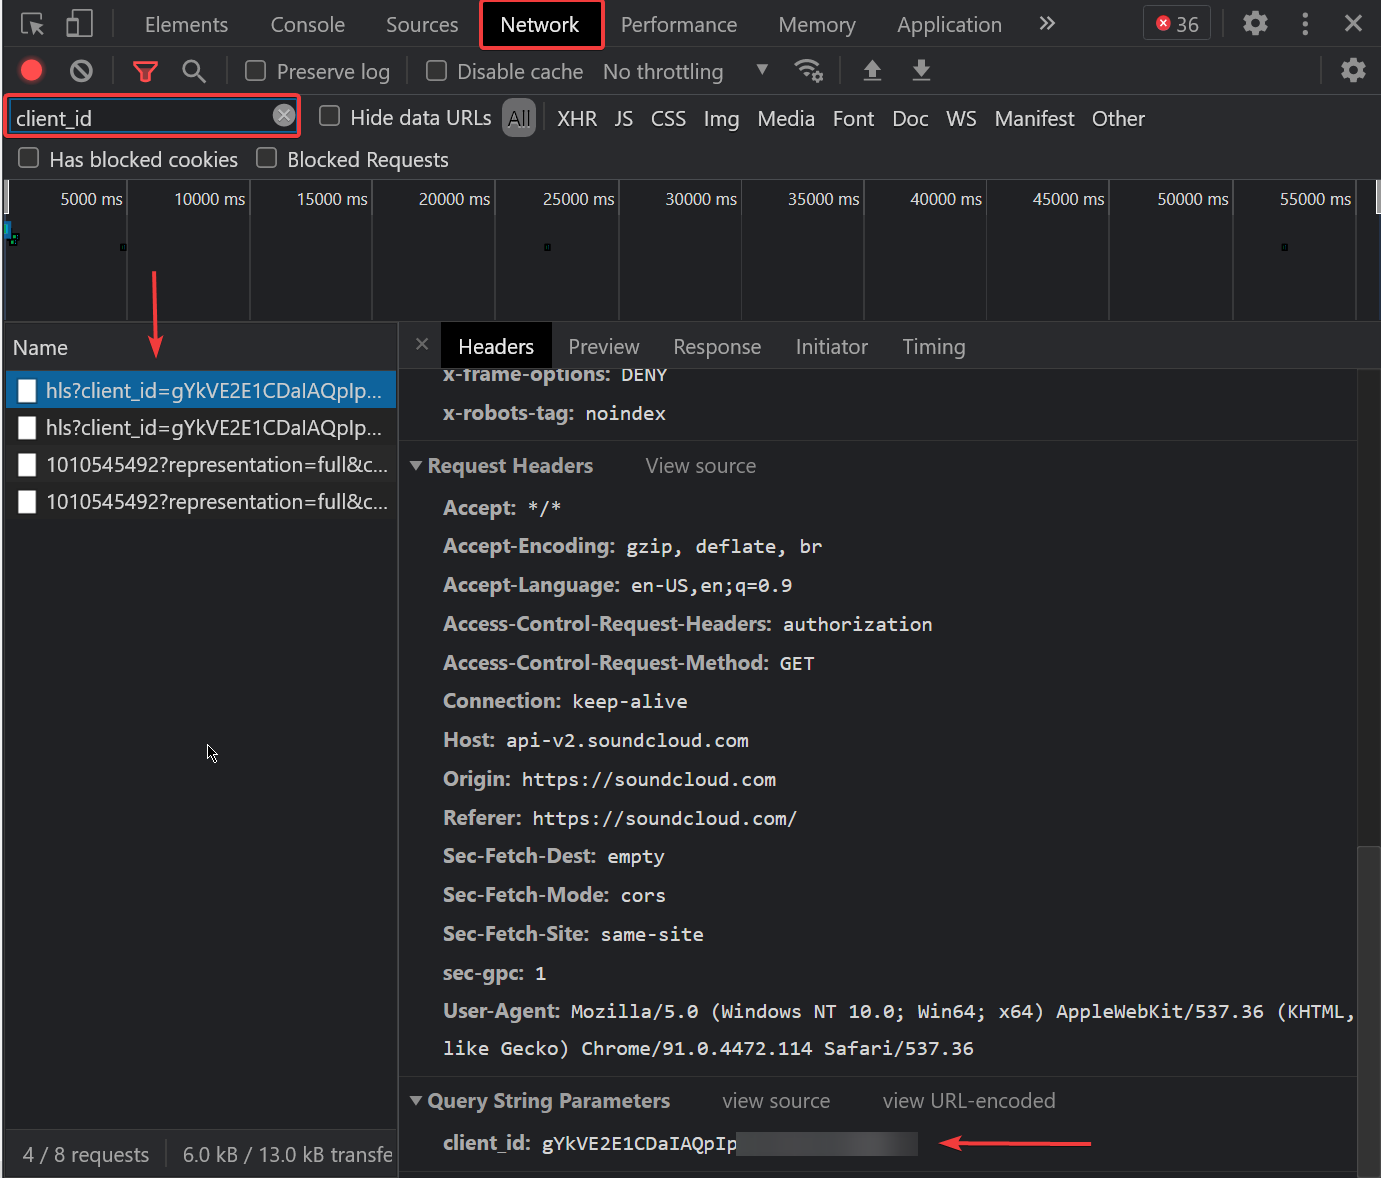 Elements Console Sources Network Performance Memory Application » 36
Preserve log Disable cache No throttling
client_id Hide data URLs All XHR JS CSS Img Media Font Doc WS Manifest Other
Has blocked cookies Blocked Requests
5000 ms 10000 ms 15000 ms 20000 ms 25000 ms 30000 ms 35000 ms 40000 ms 45000 ms 50000 ms 55000 ms
Name
hls?client_id=gYkVE2E1CDaIAQpIp...
hls?client_id=gYkVE2E1CDaIAQpIp...
1010545492?representation=full&c...
1010545492?representation=full&c...
4 / 8 requests 6.0 kB / 13.0 kB transfe
Headers Preview Response Initiator Timing
x-frame-options: DENY
x-robots-tag: noindex
Request Headers View source
Accept: */*
Accept-Encoding: gzip, deflate, br
Accept-Language: en-US,en;q=0.9
Access-Control-Request-Headers: authorization
Access-Control-Request-Method: GET
Connection: keep-alive
Host: api-v2.soundcloud.com
Origin: https://soundcloud.com
Referer: https://soundcloud.com/
Sec-Fetch-Dest: empty
Sec-Fetch-Mode: cors
Sec-Fetch-Site: same-site
sec-gpc: 1
User-Agent: Mozilla/5.0 (Windows NT 10.0; Win64; x64) AppleWebKit/537.36 (KHTML,
like Gecko) Chrome/91.0.4472.114 Safari/537.36
Query String Parameters view source view URL-encoded
client_id: gYkVE2E1CDaIAQpIp